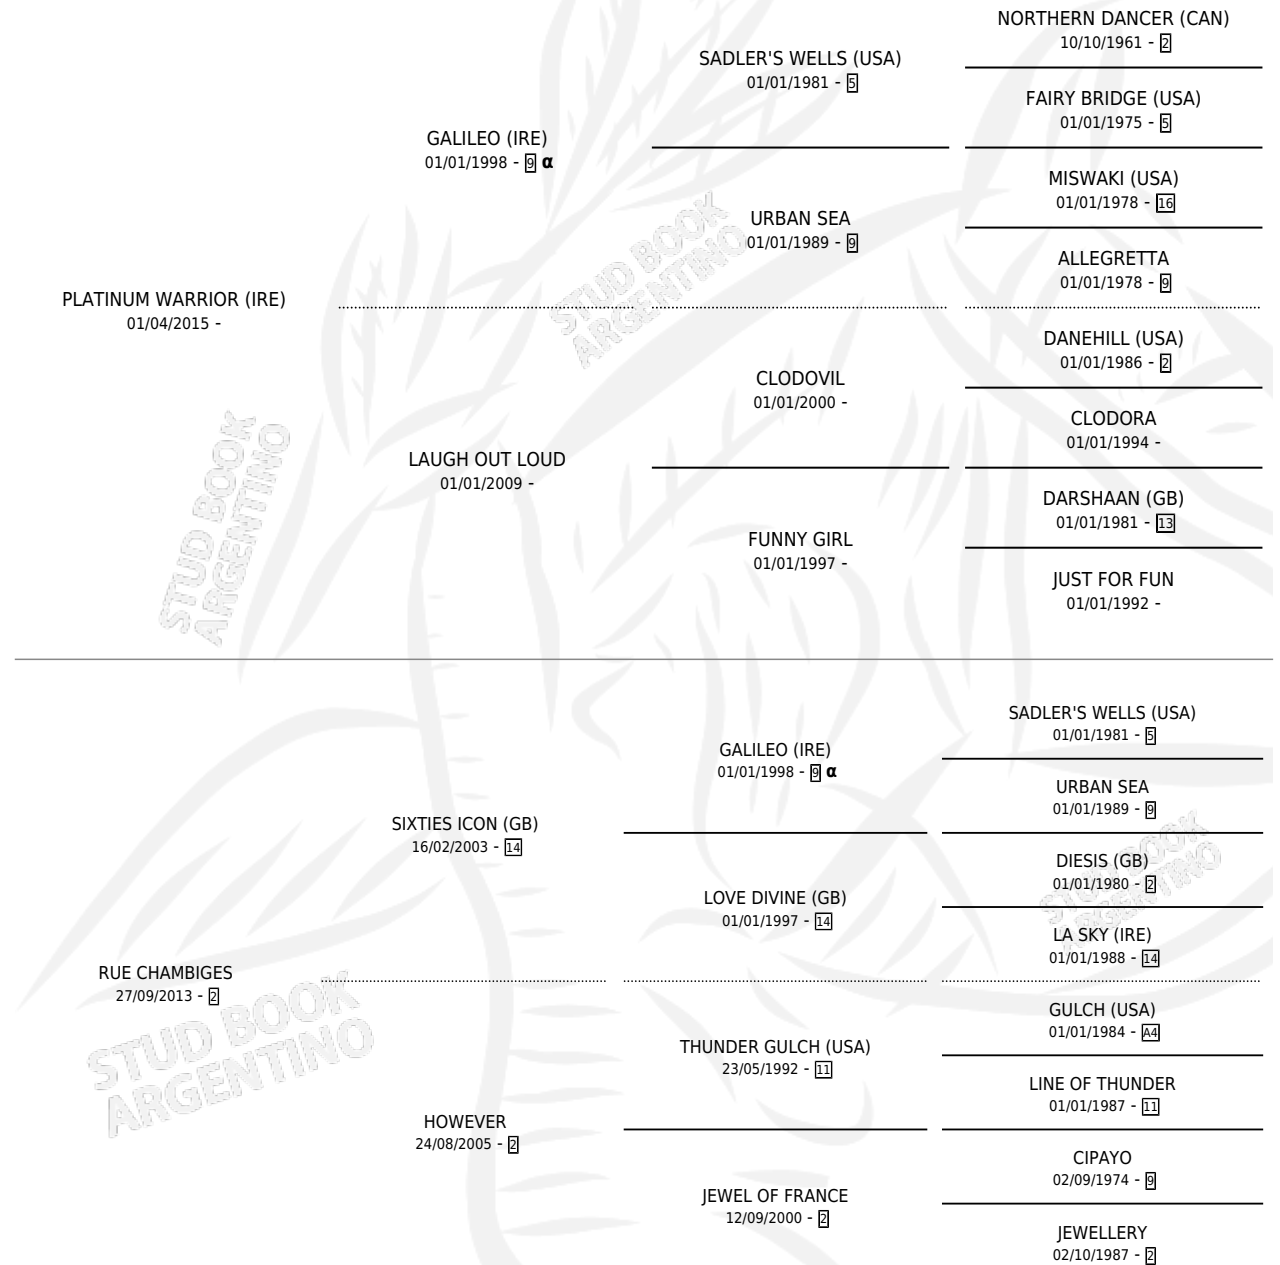 NORTHERN DANCER (CAN)
10/10/1961 - 2
SADLER'S WELLS (USA)
01/01/1981 - 5
FAIRY BRIDGE (USA)
01/01/1975 - 5
GALILEO (IRE)
01/01/1998 - 9 α
MISWAKI (USA)
01/01/1978 - 16
URBAN SEA
01/01/1989 - 9
ALLEGRETTA
01/01/1978 - 9
PLATINUM WARRIOR (IRE)
01/04/2015 -
DANEHILL (USA)
01/01/1986 - 2
CLODOVIL
01/01/2000 -
CLODORA
01/01/1994 -
LAUGH OUT LOUD
01/01/2009 -
DARSHAAN (GB)
01/01/1981 - 13
FUNNY GIRL
01/01/1997 -
JUST FOR FUN
01/01/1992 -
SADLER'S WELLS (USA)
01/01/1981 - 5
GALILEO (IRE)
01/01/1998 - 9 α
URBAN SEA
01/01/1989 - 9
SIXTIES ICON (GB)
16/02/2003 - 14
DIESIS (GB)
01/01/1980 - 2
LOVE DIVINE (GB)
01/01/1997 - 14
LA SKY (IRE)
01/01/1988 - 14
RUE CHAMBIGES
27/09/2013 - 2
GULCH (USA)
01/01/1984 - A4
THUNDER GULCH (USA)
23/05/1992 - 11
LINE OF THUNDER
01/01/1987 - 11
HOWEVER
24/08/2005 - 2
CIPAYO
02/09/1974 - 9
JEWEL OF FRANCE
12/09/2000 - 2
JEWELLERY
02/10/1987 - 2
STUD BOOK
ARGENTINO
STUD BOOK
ARGENTINO
STUD BOOK
ARGENTINO
STUD BOOK
ARGENTINO